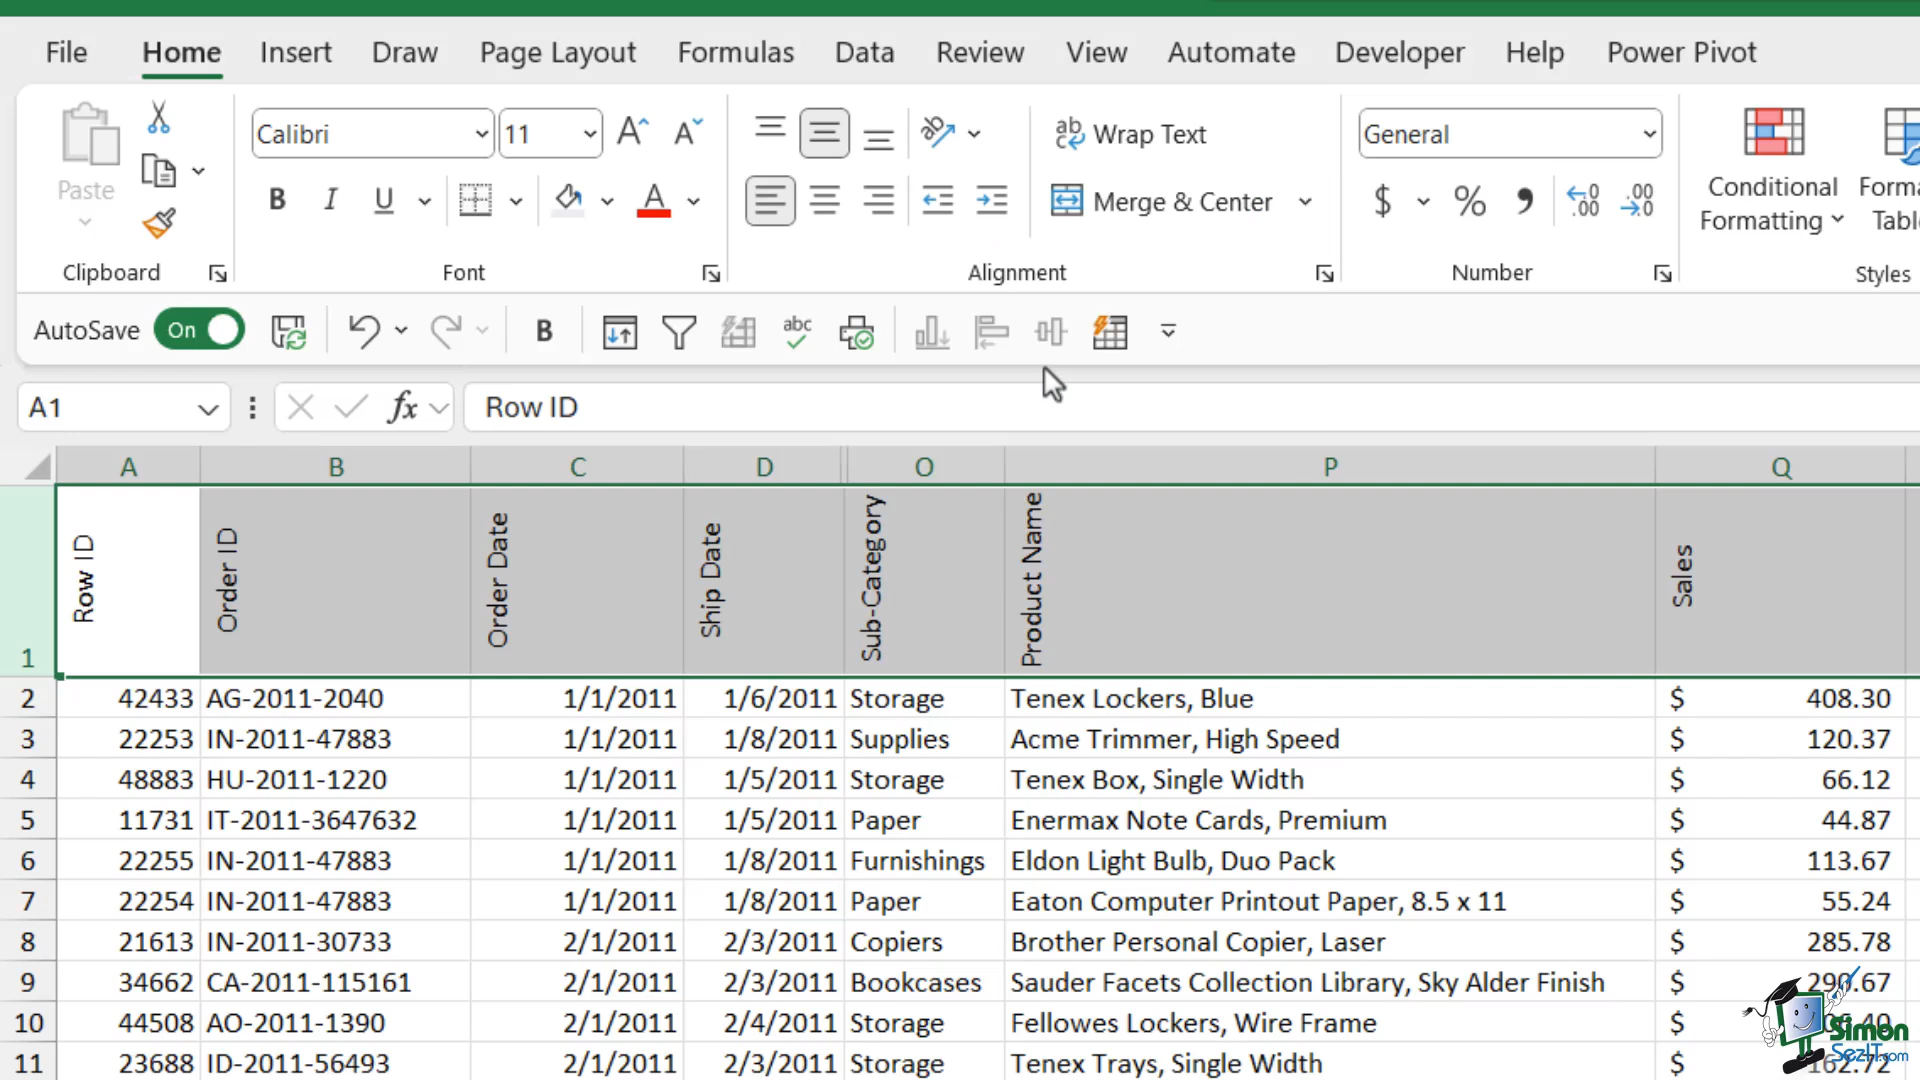 File Home Insert Draw Page Layout Formulas Data Review View Automate Developer Help Power Pivot
Paste
Calibri 11
B I U A
Wrap Text
Merge & Center
General
$ % ,
Conditional Formatting
Clipboard Font Alignment Number Styles
AutoSave On B abc
A1 fx Row ID
A B C D O P Q
1 Row ID Order ID Order Date Ship Date Sub-Category Product Name Sales
2 42433 AG-2011-2040 1/1/2011 1/6/2011 Storage Tenex Lockers, Blue $ 408.30
3 22253 IN-2011-47883 1/1/2011 1/8/2011 Supplies Acme Trimmer, High Speed $ 120.37
4 48883 HU-2011-1220 1/1/2011 1/5/2011 Storage Tenex Box, Single Width $ 66.12
5 11731 IT-2011-3647632 1/1/2011 1/5/2011 Paper Enermax Note Cards, Premium $ 44.87
6 22255 IN-2011-47883 1/1/2011 1/8/2011 Furnishings Eldon Light Bulb, Duo Pack $ 113.67
7 22254 IN-2011-47883 1/1/2011 1/8/2011 Paper Eaton Computer Printout Paper, 8.5 x 11 $ 55.24
8 21613 IN-2011-30733 2/1/2011 2/3/2011 Copiers Brother Personal Copier, Laser $ 285.78
9 34662 CA-2011-115161 2/1/2011 2/3/2011 Bookcases Sauder Facets Collection Library, Sky Alder Finish $ 290.67
10 44508 AO-2011-1390 2/1/2011 2/4/2011 Storage Fellowes Lockers, Wire Frame $
11 23688 ID-2011-56493 2/1/2011 2/3/2011 Storage Tenex Trays, Single Width $ 162.72
Simon
SezIT.com